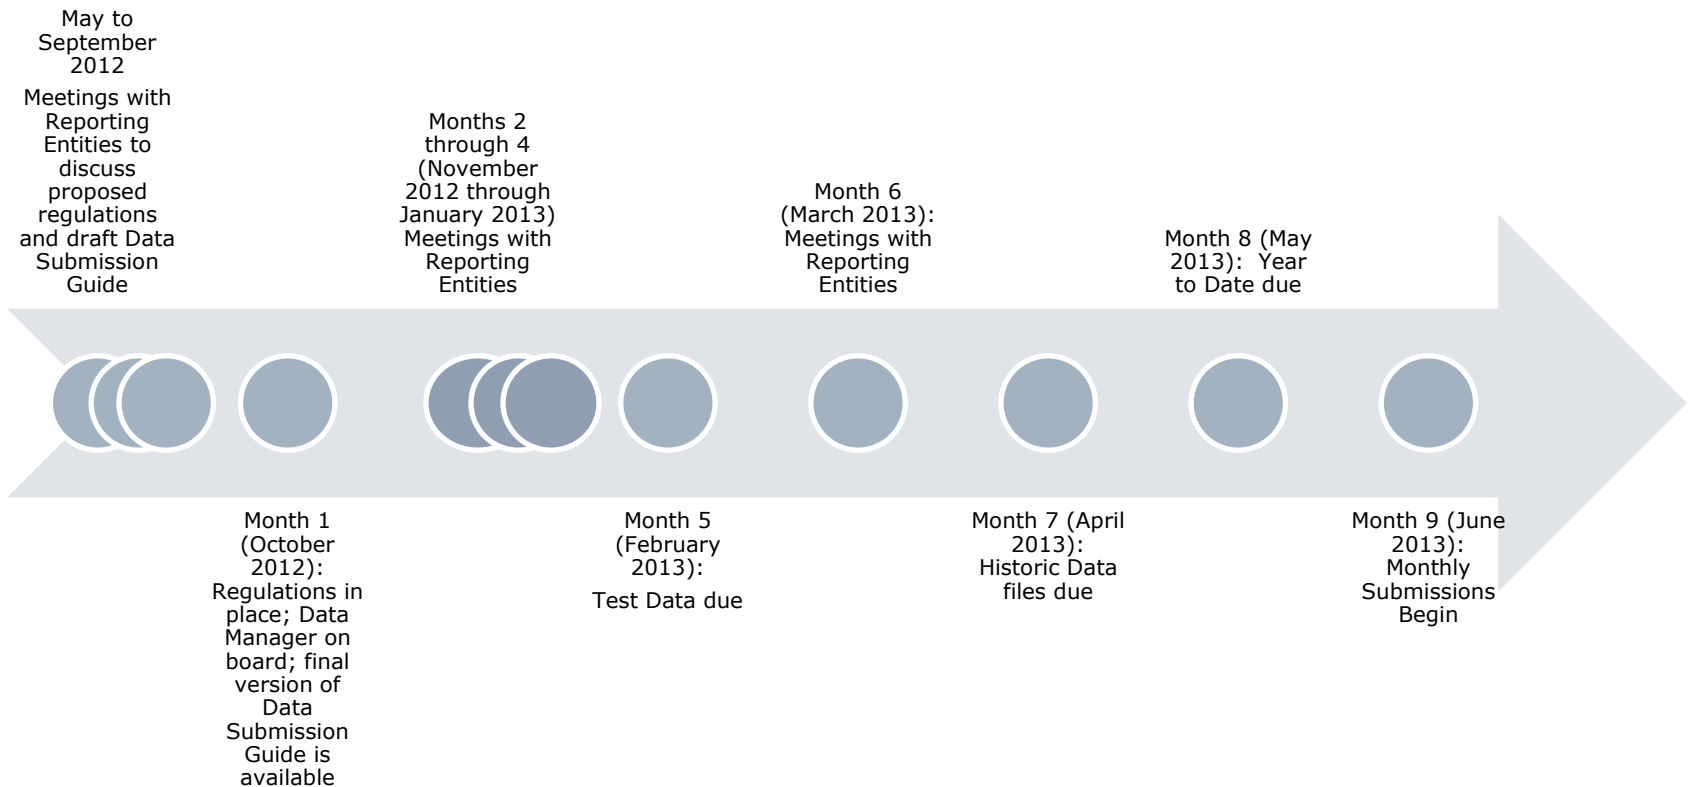 May to
September
2012
Meetings with
Reporting
Entities to
discuss
proposed
regulations
and draft Data
Submission
Guide
Month 1
(October
2012):
Regulations in
place; Data
Manager on
board; final
version of
Data
Submission
Guide is
available
Months 2
through 4
(November
2012 through
January 2013)
Meetings with
Reporting
Entities
Month 5
(February
2013):
Test Data due
Month 6
(March 2013):
Meetings with
Reporting
Entities
Month 7 (April
2013):
Historic Data
files due
Month 8 (May
2013):  Year
to Date due
Month 9 (June
2013):
Monthly
Submissions
Begin